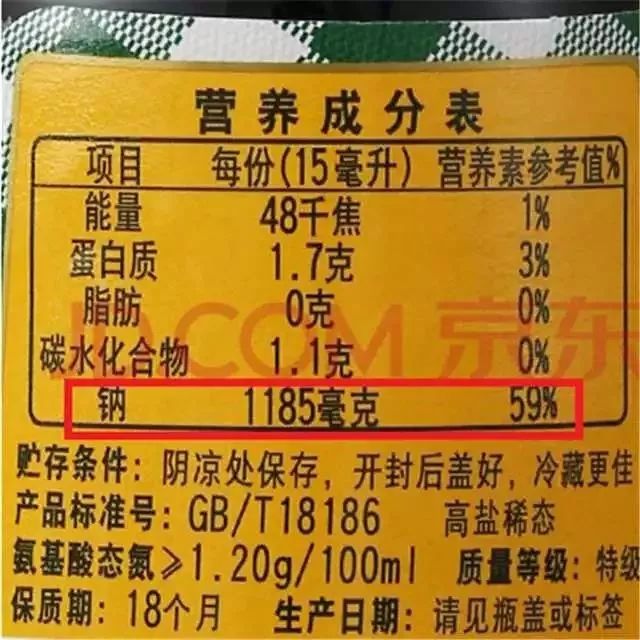 营养成分表
项目 每份(15毫升) 营养素参考值%
能量 48千焦 1%
蛋白质 1.7克 3%
脂肪 0克 0%
碳水化合物 1.1克 0%
钠 1185毫克 59%
贮存条件: 阴凉处保存，开封后盖好，冷藏更佳
产品标准号: GB/T18186 高盐稀态
氨基酸态氮≥1.20g/100ml 质量等级: 特级
保质期: 18个月 生产日期: 请见瓶盖或标签
JD.COM 京东